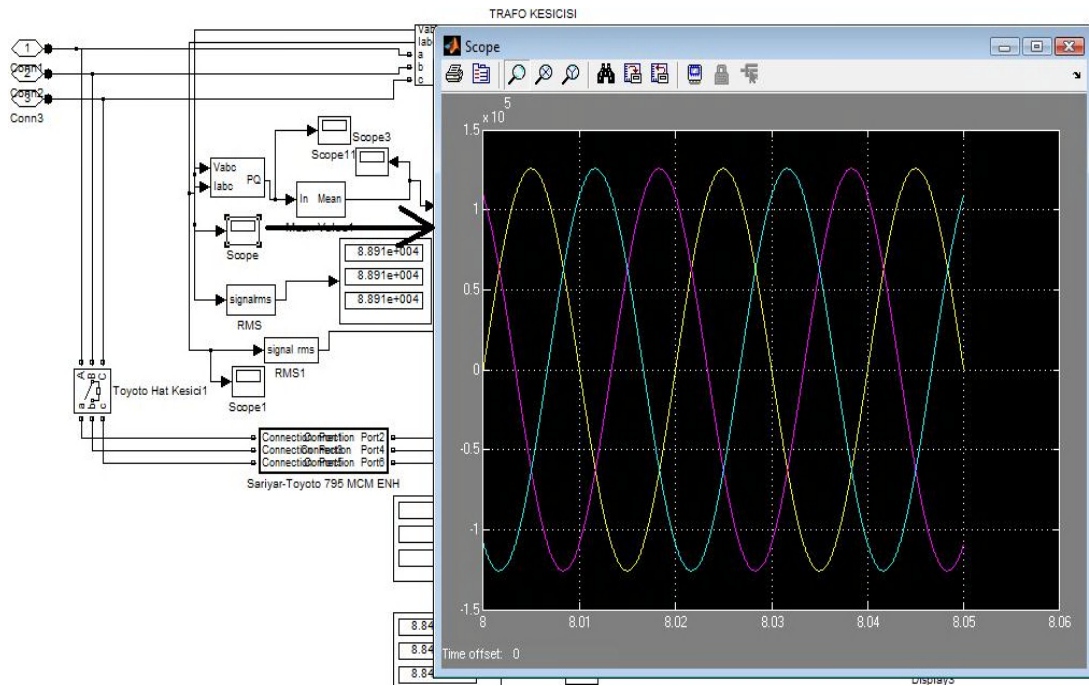 TRAFO KESICISI
Vabc
Iabc
a
b
c
1
2
3
Conn1
Conn2
Conn3
Scope3
Scope11
Vabc
Iabc
PQ
In Mean
Scope
8.891e+004
8.891e+004
8.891e+004
signal rms
RMS
signal rms
RMS1
Scope1
A B C
a b c
Toyoto Hat Kesici1
Port2
Port4
Port6
Sariyar-Toyoto 795 MCM ENH
8.84
8.84
8.84
Scope
x 10 5
1.5
1
0.5
0
-0.5
-1
-1.5
8 8.01 8.02 8.03 8.04 8.05 8.06
Time offset: 0
Display3